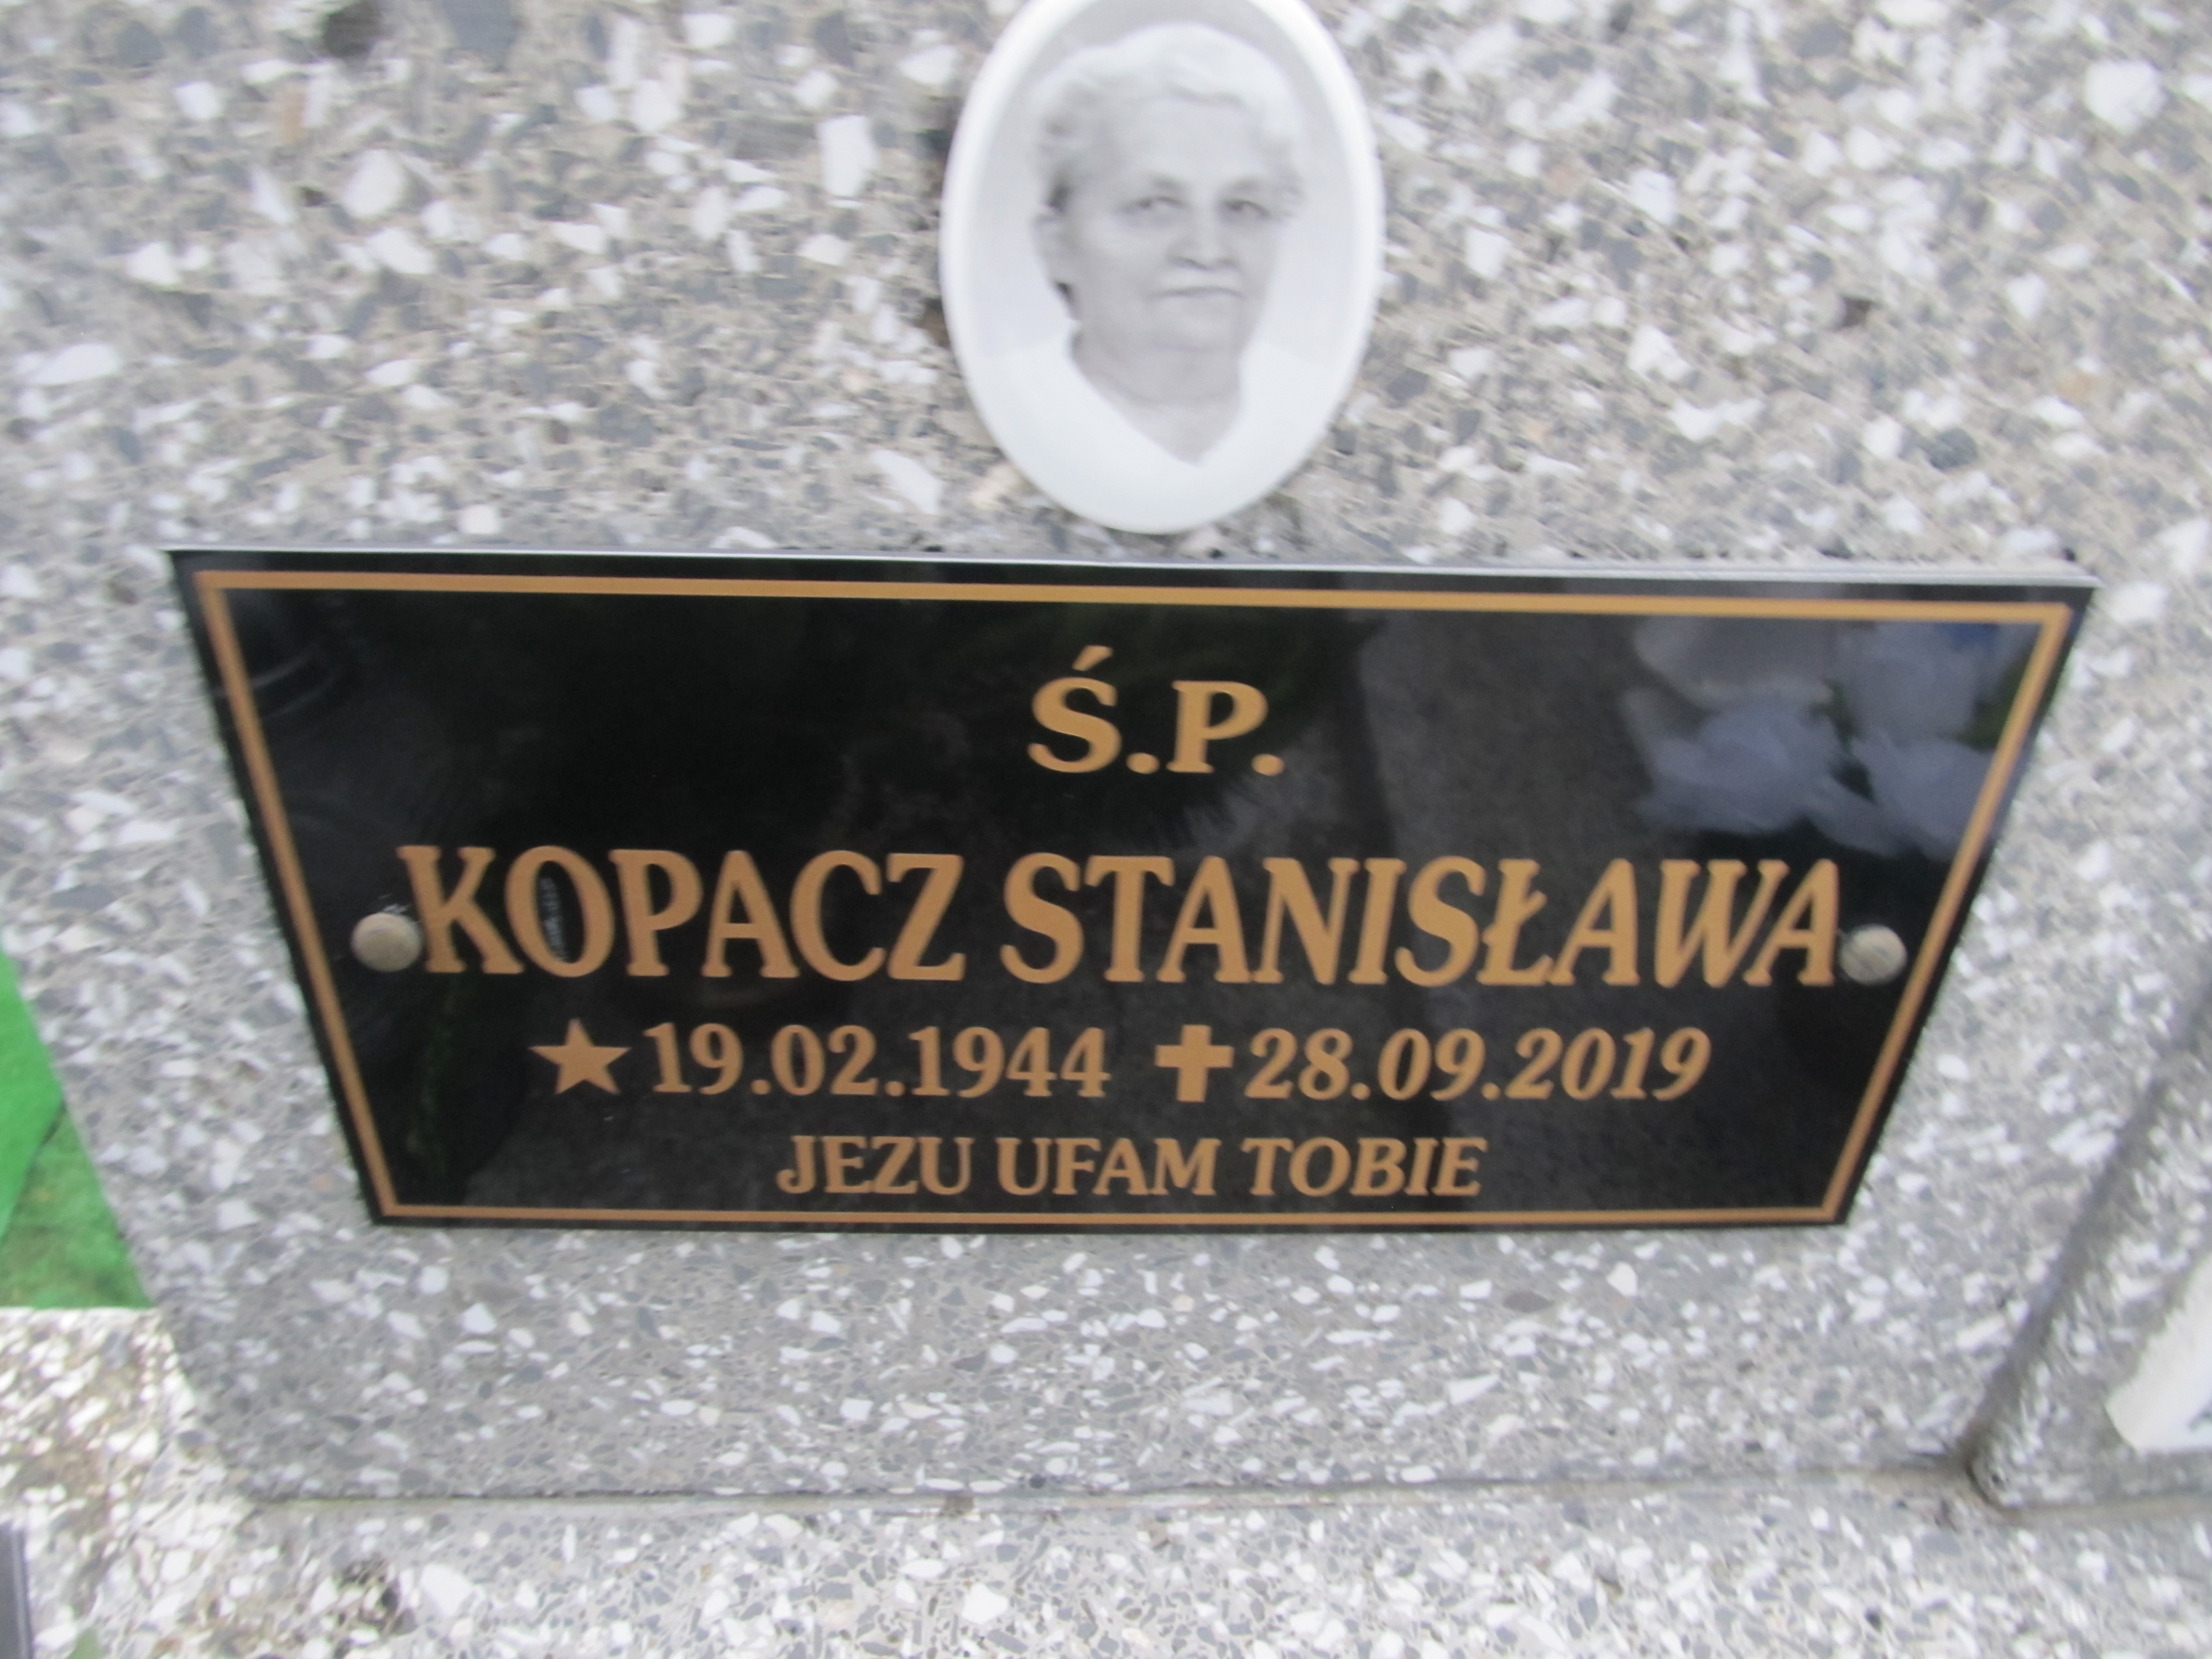 Ś.P.
KOPACZ STANISŁAWA
★19.02.1944 ✝28.09.2019
JEZU UFAM TOBIE